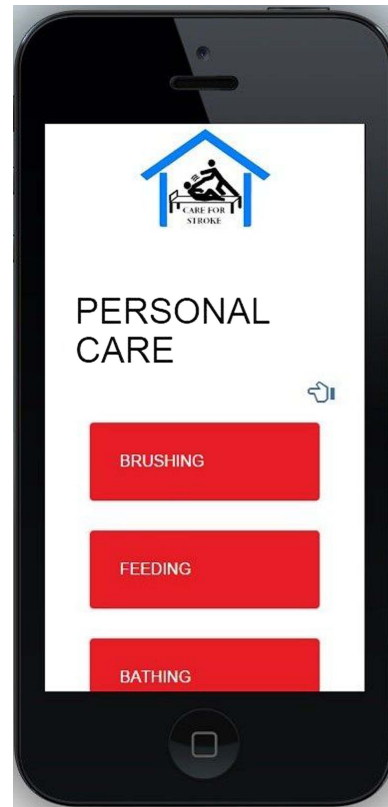 CARE FOR
STROKE
PERSONAL
CARE
BRUSHING
FEEDING
BATHING